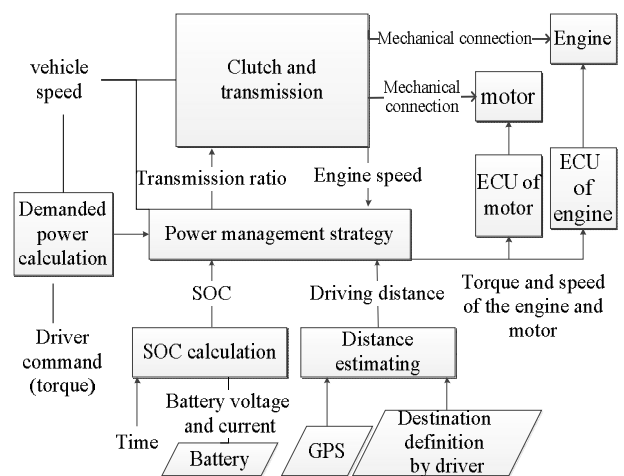 Clutch and
transmission
Mechanical connection
Engine
vehicle
speed
Mechanical
connection
motor
Transmission ratio
Engine speed
ECU of
motor
ECU
of
engine
Demanded
power
calculation
Power management strategy
SOC
Driving distance
Torque and speed
of the engine and
motor
Driver
command
(torque)
SOC calculation
Distance
estimating
Battery voltage
and current
Time
Battery
GPS
Destination
definition
by driver